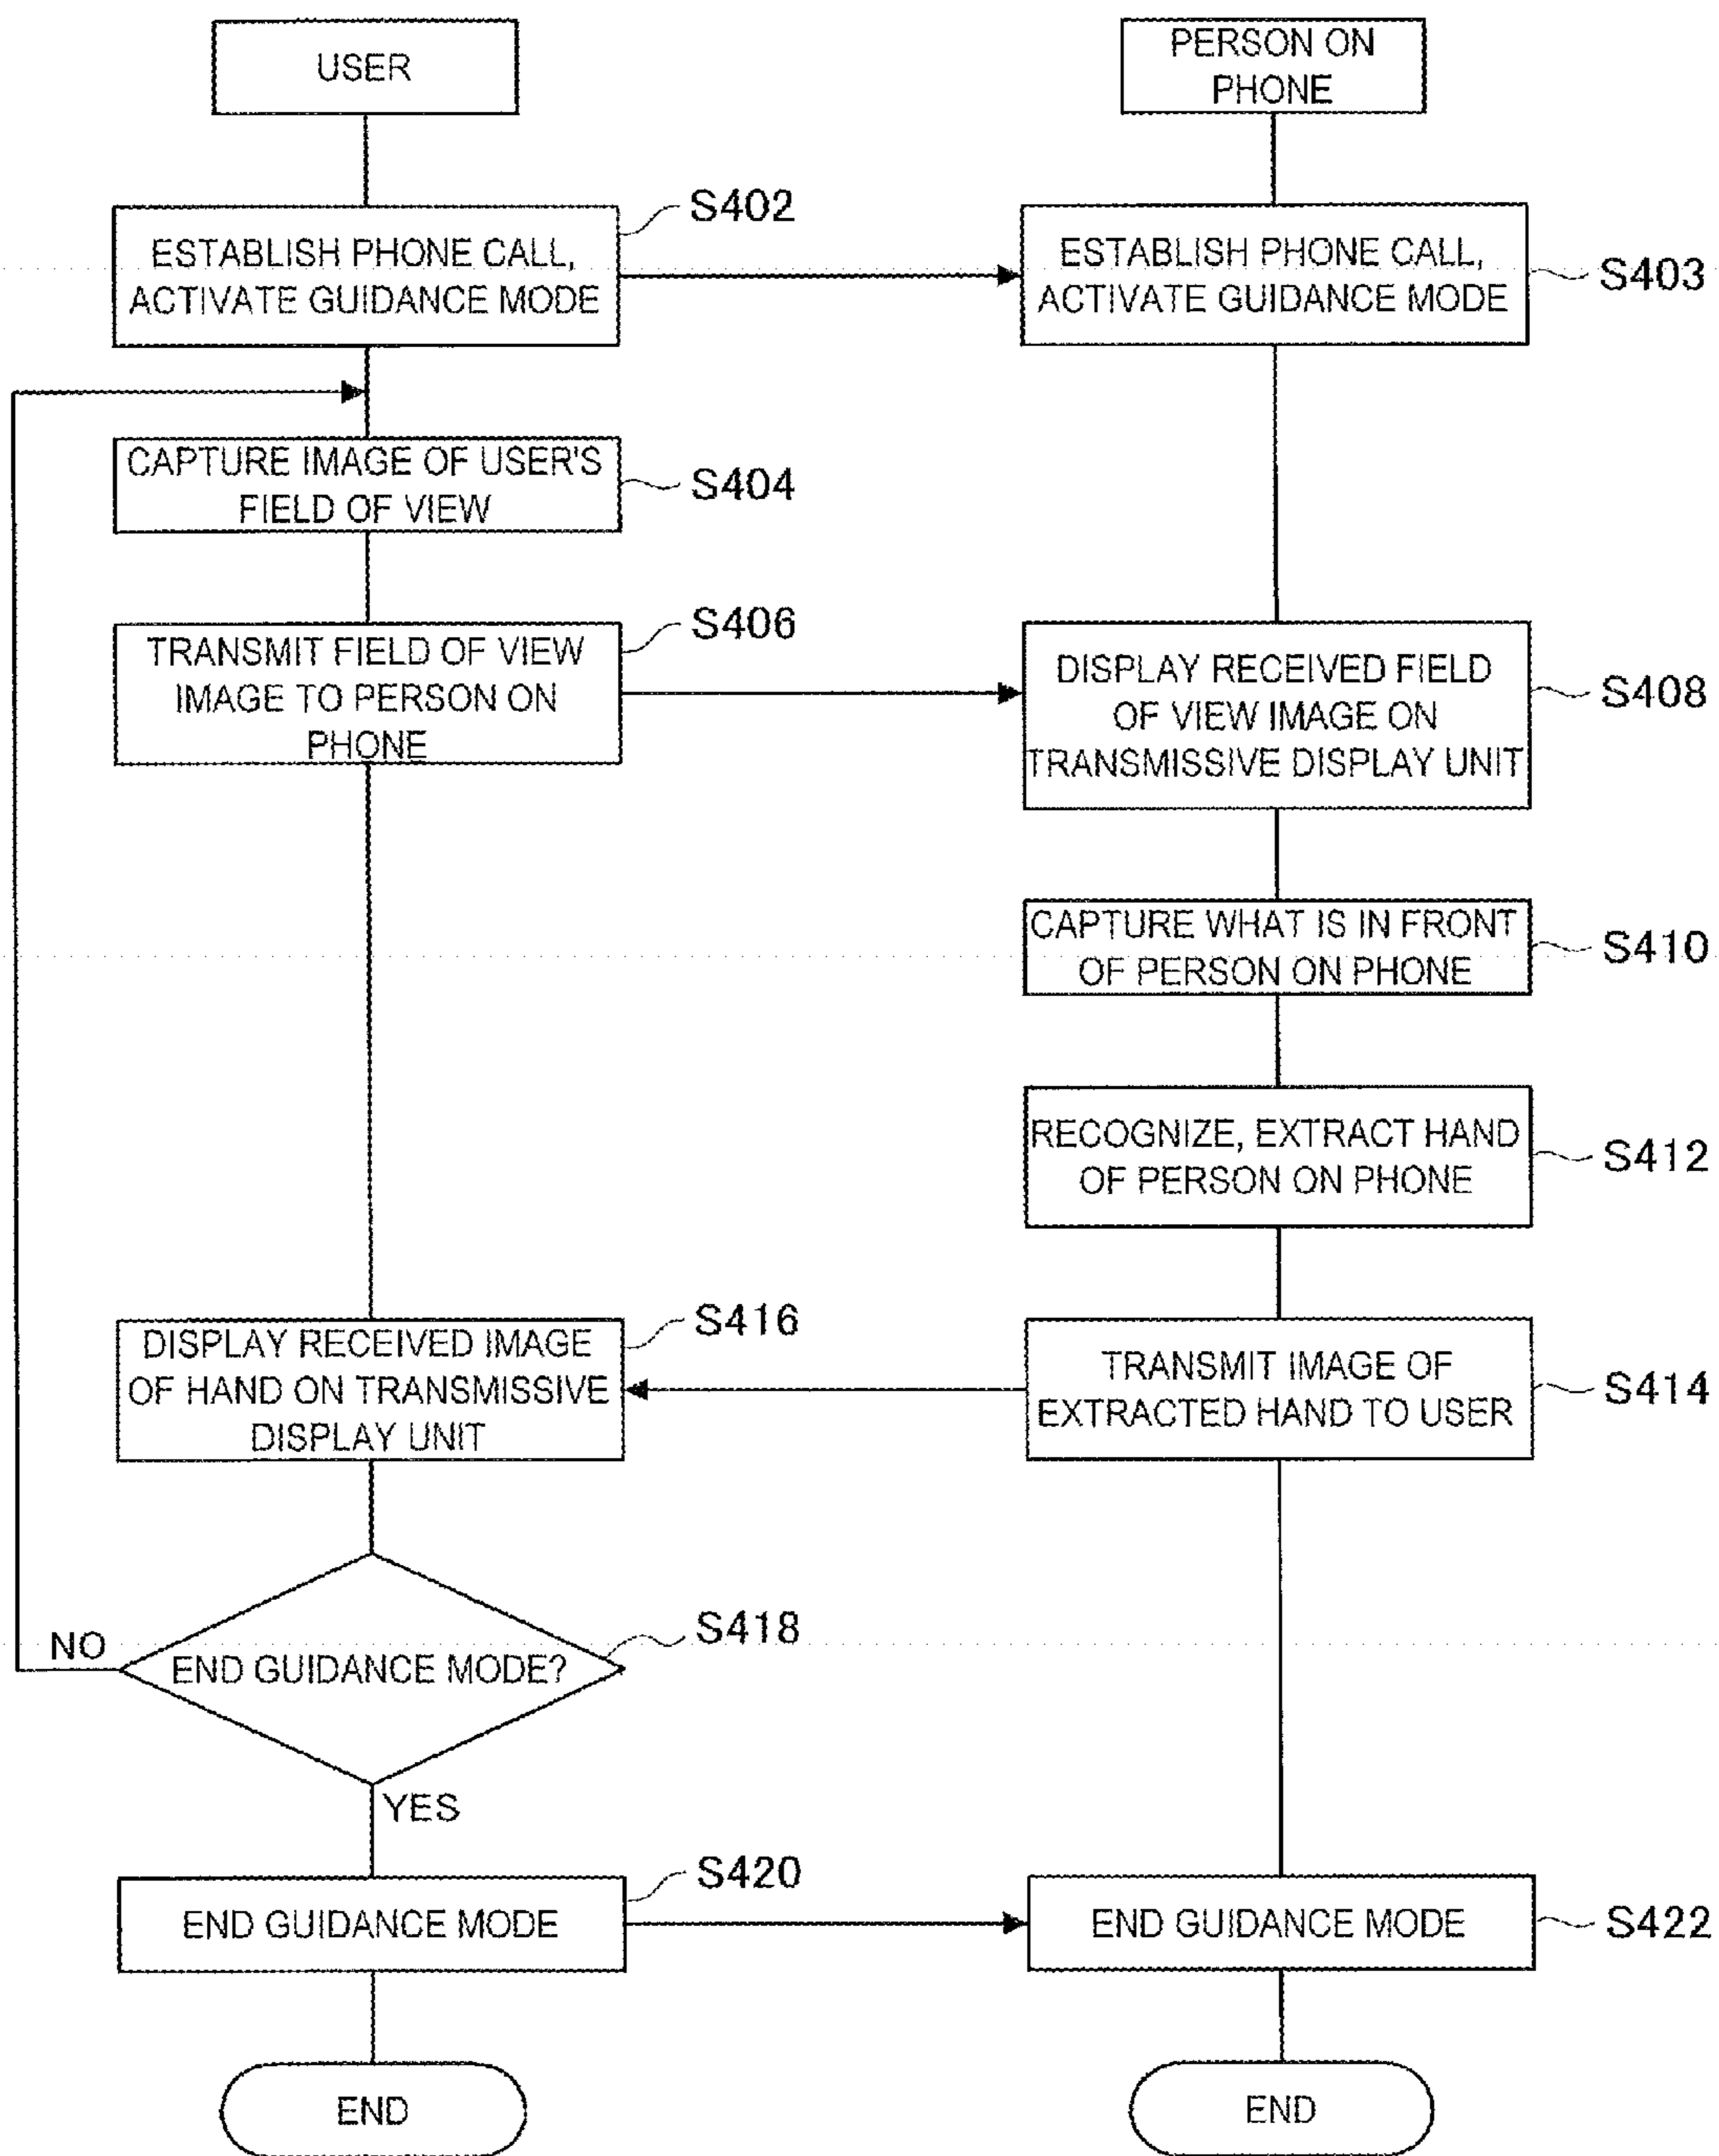 USER
PERSON ON
PHONE
S402
ESTABLISH PHONE CALL,
ACTIVATE GUIDANCE MODE
ESTABLISH PHONE CALL,
ACTIVATE GUIDANCE MODE
S403
CAPTURE IMAGE OF USER'S
FIELD OF VIEW
S404
S406
TRANSMIT FIELD OF VIEW
IMAGE TO PERSON ON
PHONE
DISPLAY RECEIVED FIELD
OF VIEW IMAGE ON
TRANSMISSIVE DISPLAY UNIT
S408
CAPTURE WHAT IS IN FRONT
OF PERSON ON PHONE
S410
RECOGNIZE, EXTRACT HAND
OF PERSON ON PHONE
S412
S416
DISPLAY RECEIVED IMAGE
OF HAND ON TRANSMISSIVE
DISPLAY UNIT
TRANSMIT IMAGE OF
EXTRACTED HAND TO USER
S414
S418
NO
END GUIDANCE MODE?
YES
S420
END GUIDANCE MODE
END GUIDANCE MODE
S422
END
END